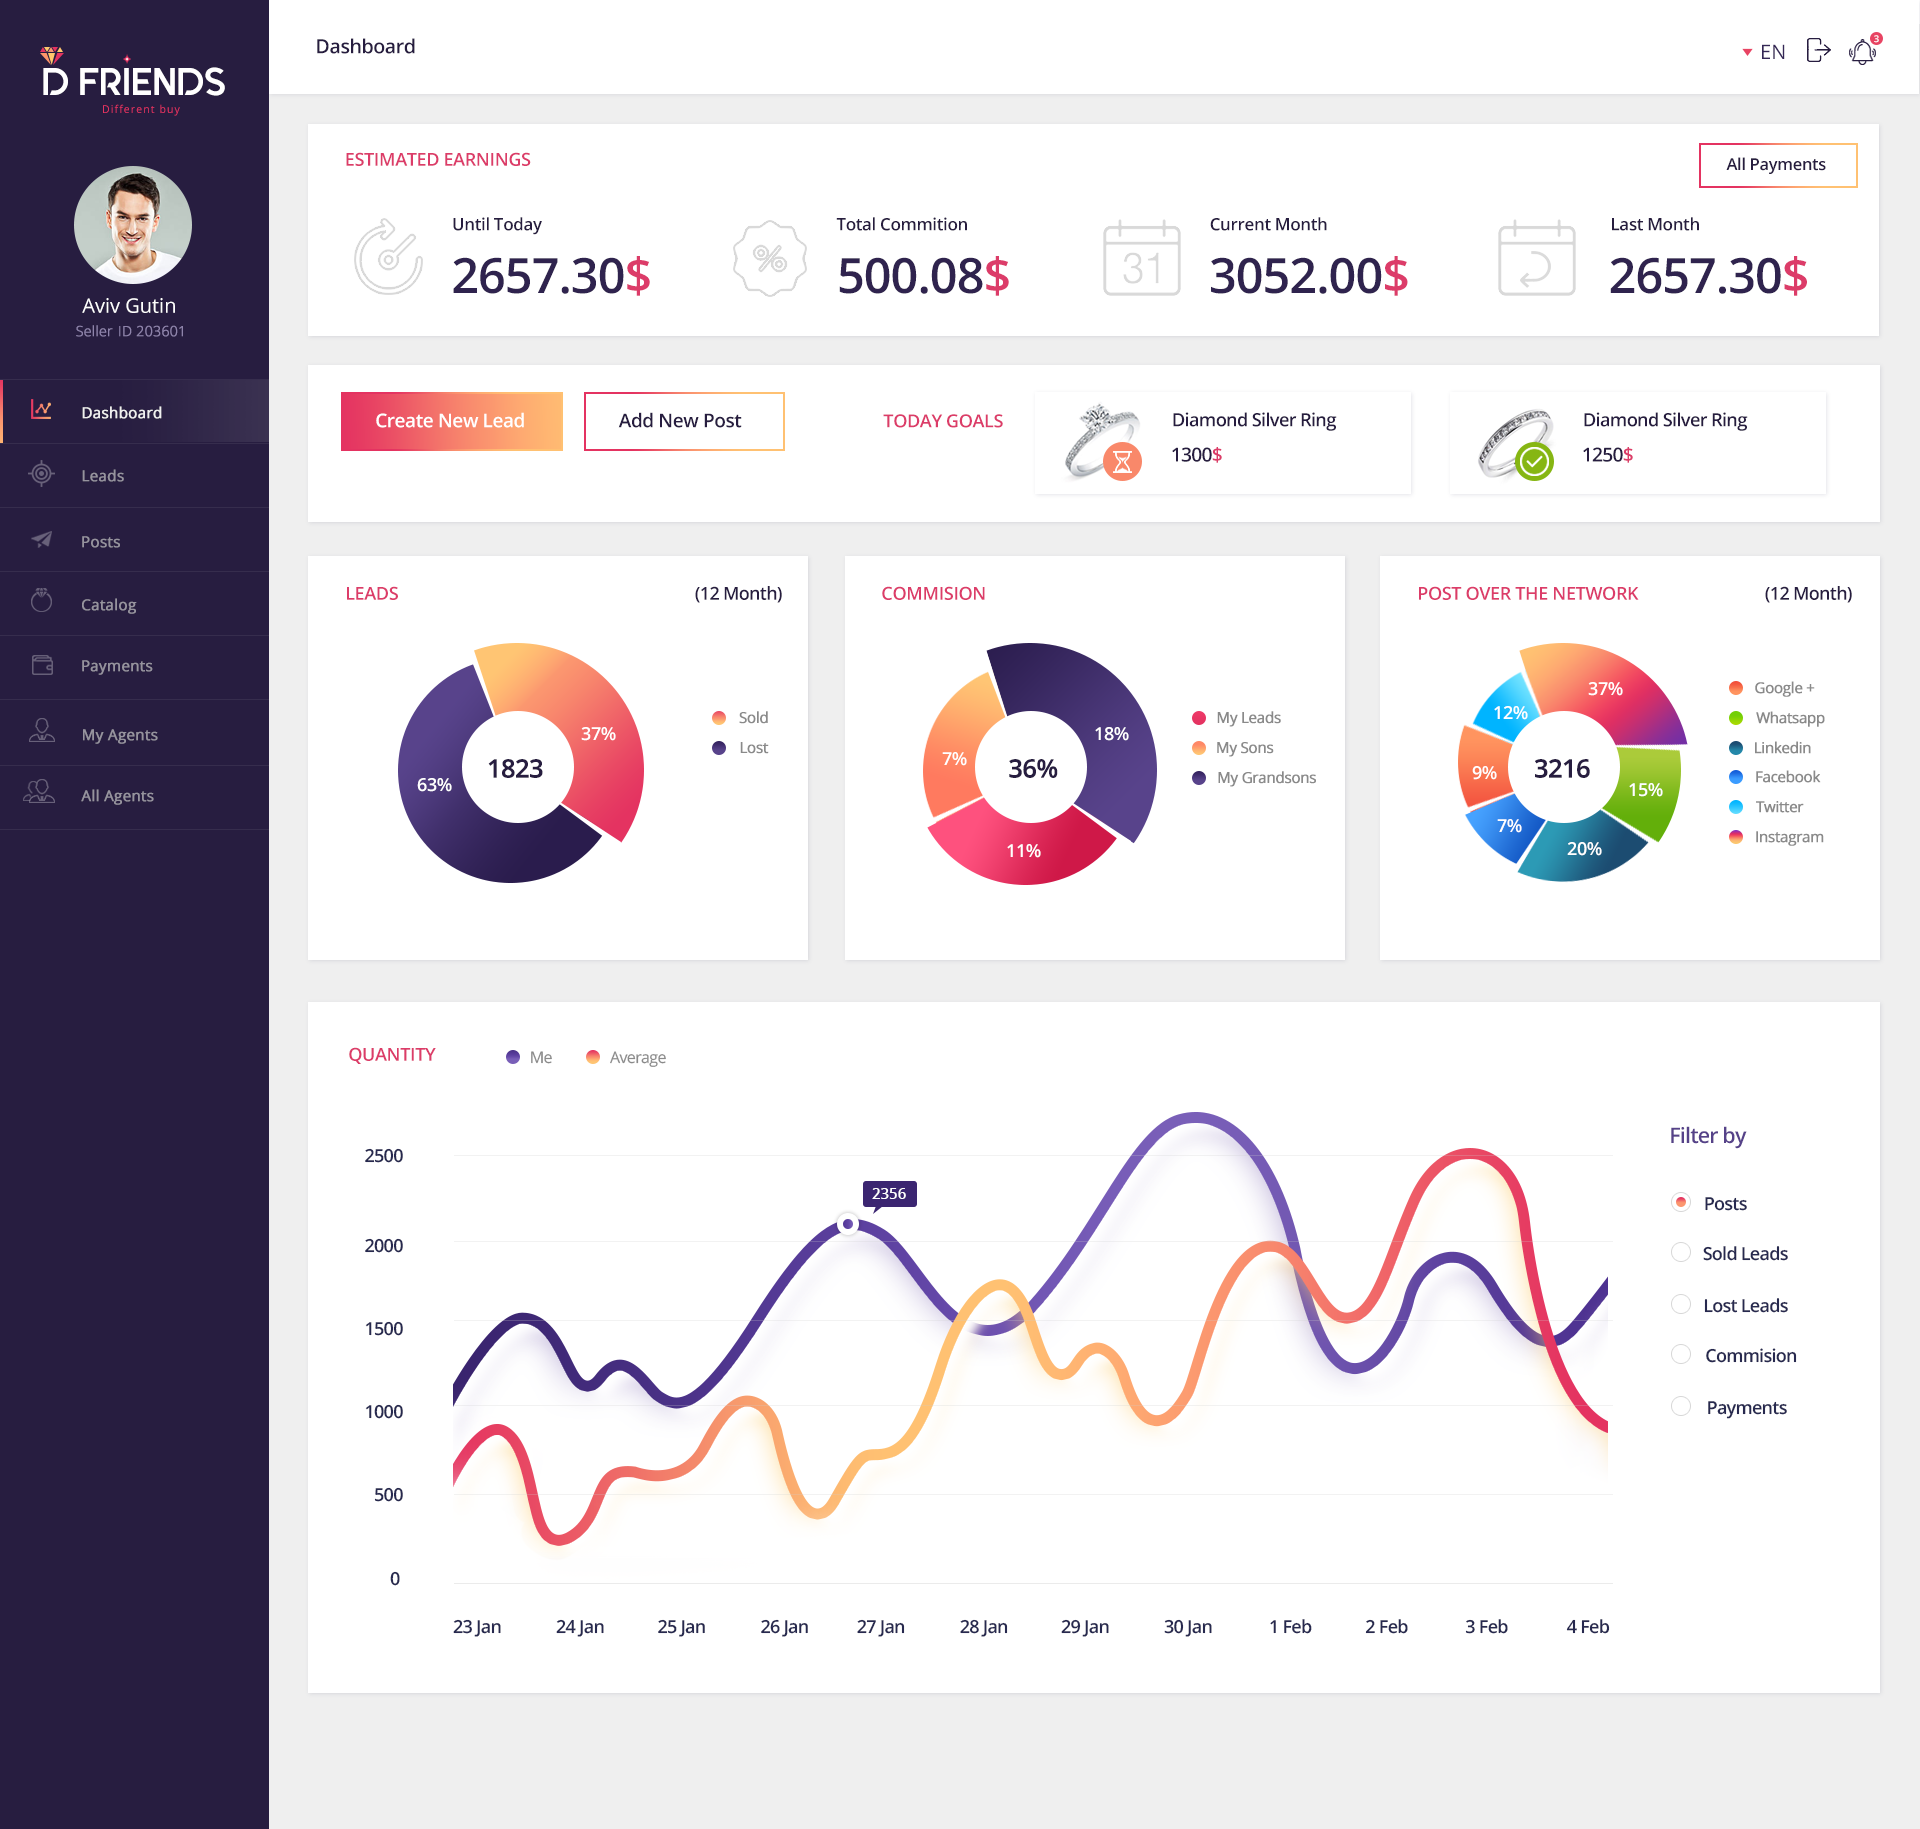 D FRIENDS
Different buy
Aviv Gutin
Seller ID 203601
Dashboard
Leads
Posts
Catalog
Payments
My Agents
All Agents
Dashboard
EN
3
ESTIMATED EARNINGS
All Payments
Until Today
2657.30$
Total Commition
500.08$
31
Current Month
3052.00$
Last Month
2657.30$
Create New Lead
Add New Post
TODAY GOALS
Diamond Silver Ring
1300$
Diamond Silver Ring
1250$
LEADS
(12 Month)
37%
63%
1823
Sold
Lost
COMMISION
18%
7%
36%
11%
My Leads
My Sons
My Grandsons
POST OVER THE NETWORK
(12 Month)
37%
12%
9%
3216
15%
7%
20%
Google +
Whatsapp
Linkedin
Facebook
Twitter
Instagram
QUANTITY
Me
Average
2500
2000
1500
1000
500
0
2356
23 Jan
24 Jan
25 Jan
26 Jan
27 Jan
28 Jan
29 Jan
30 Jan
1 Feb
2 Feb
3 Feb
4 Feb
Filter by
Posts
Sold Leads
Lost Leads
Commision
Payments